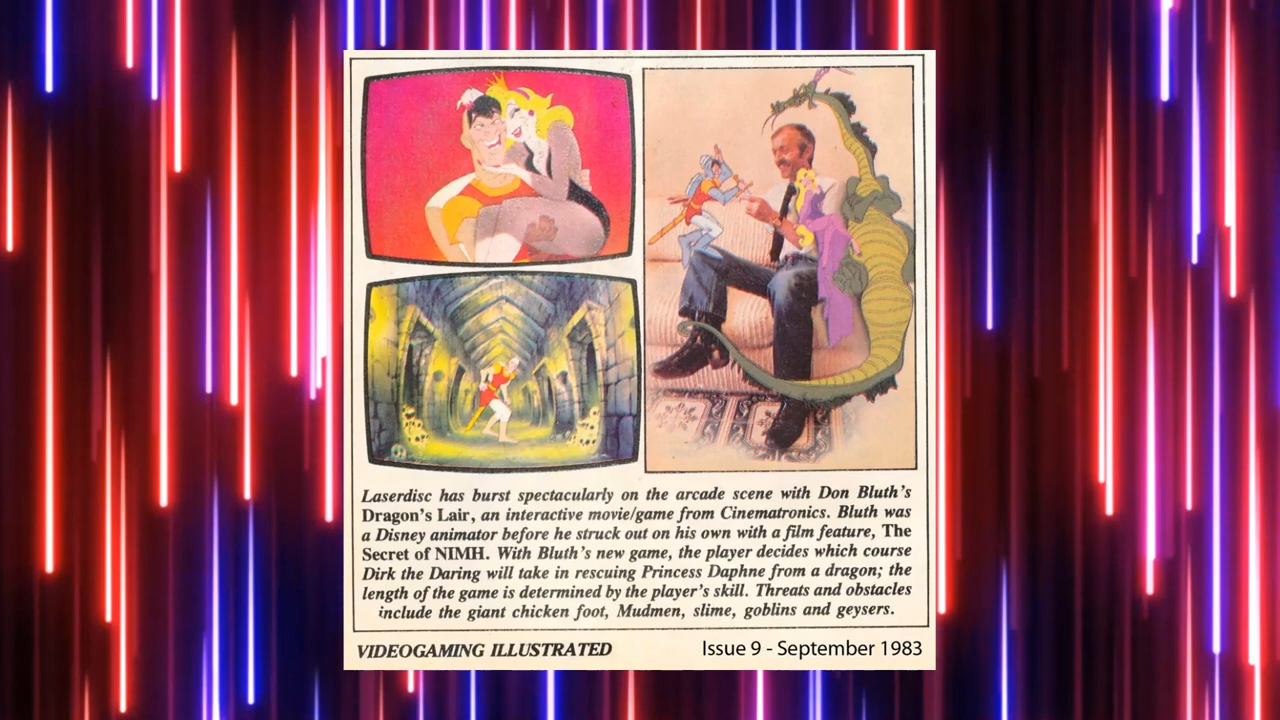 Laserdisc has burst spectacularly on the arcade scene with Don Bluth's
Dragon's Lair, an interactive movie/game from Cinematronics. Bluth was
a Disney animator before he struck out on his own with a film feature, The
Secret of NIMH. With Bluth's new game, the player decides which course
Dirk the Daring will take in rescuing Princess Daphne from a dragon; the
length of the game is determined by the player's skill. Threats and obstacles
include the giant chicken foot, Mudmen, slime, goblins and geysers.
VIDEOGAMING ILLUSTRATED
Issue 9 - September 1983